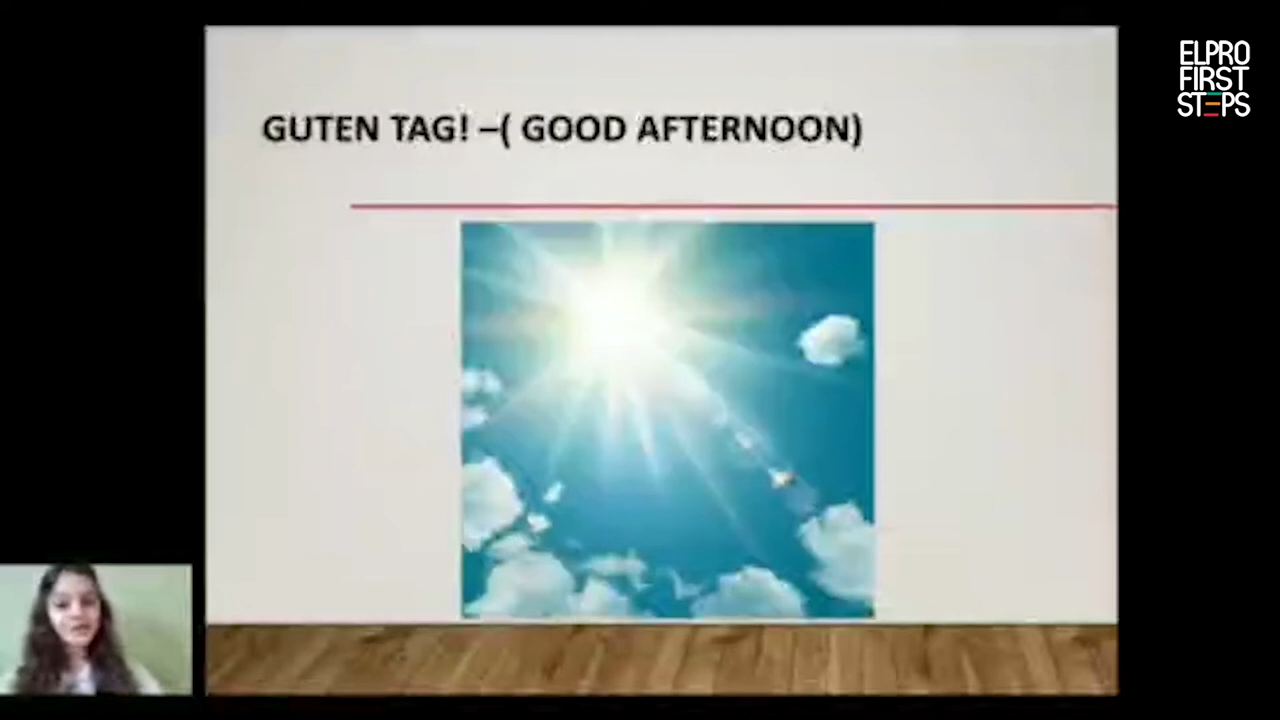 GUTEN TAG! –( GOOD AFTERNOON)
ELPRO
FIRST
STEPS